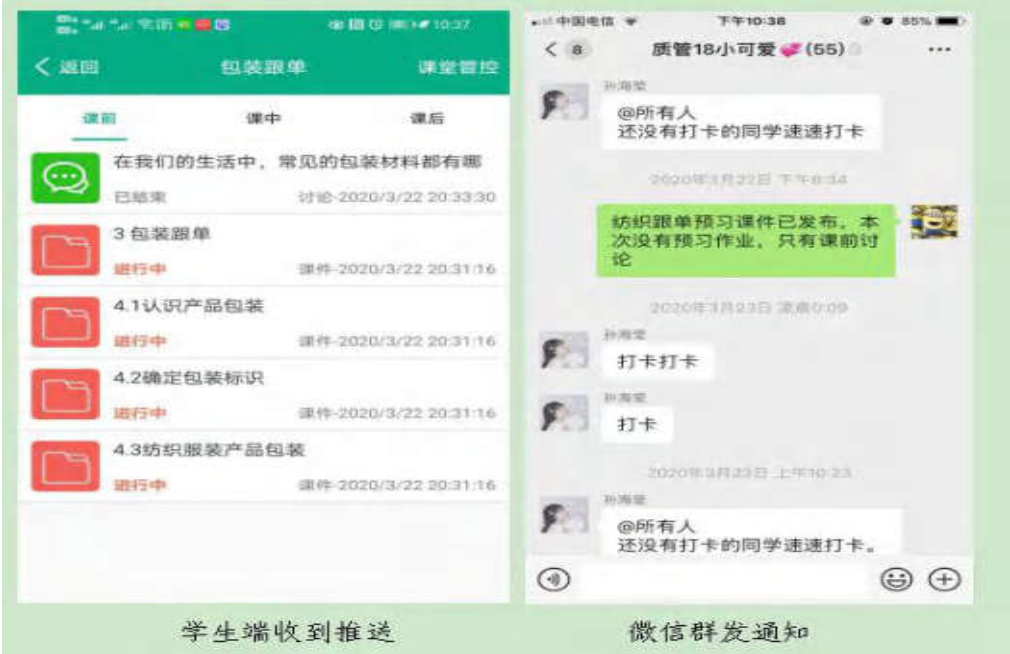 10:37
返回
包装跟单
课堂管控
课前
课中
课后
在我们的生活中，常见的包装材料都有哪
已结束
讨论-2020/3/22 20:33:30
3 包装跟单
进行中
课件-2020/3/22 20:31:16
4.1认识产品包装
进行中
课件-2020/3/22 20:31:16
4.2确定包装标识
进行中
课件-2020/3/22 20:31:16
4.3纺织服装产品包装
进行中
课件-2020/3/22 20:31:16
学生端收到推送
中国电信
下午10:38
85%
8
质管18小可爱💞(55)
@所有人
还没有打卡的同学速速打卡
2020年3月22日 下午8:34
纺织跟单预习课件已发布，本
次没有预习作业，只有课前讨
论
2020年3月23日 凌晨0:09
打卡打卡
打卡
2020年3月23日 上午10:23
@所有人
还没有打卡的同学速速打卡。
微信群发通知